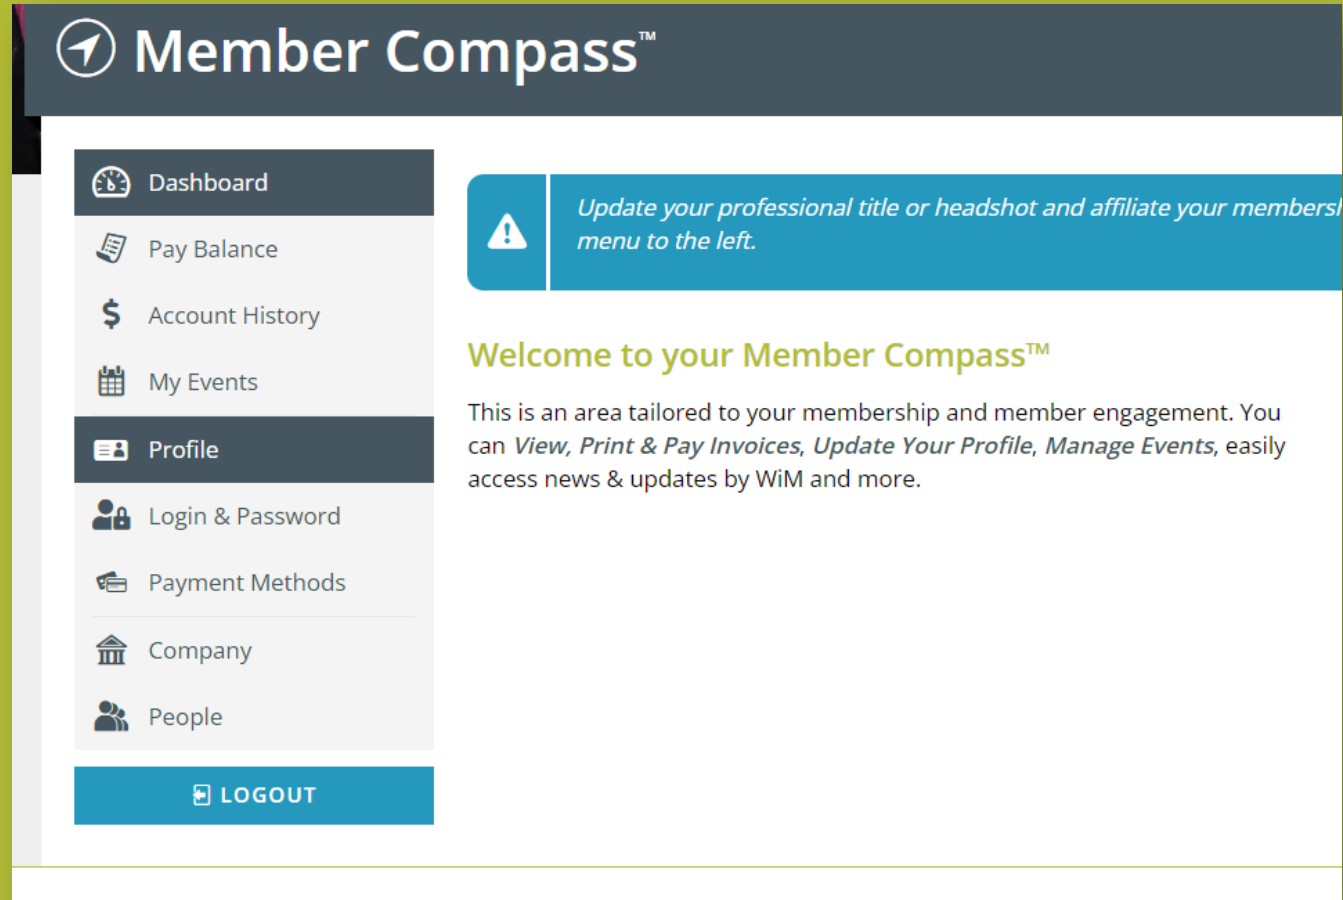 Member Compass™
Dashboard
Pay Balance
Account History
My Events
Profile
Login & Password
Payment Methods
Company
People
LOGOUT
Update your professional title or headshot and affiliate your
menu to the left.
Welcome to your Member Compass™
This is an area tailored to your membership and member engagement. You
can View, Print & Pay Invoices, Update Your Profile, Manage Events, easily
access news & updates by WiM and more.